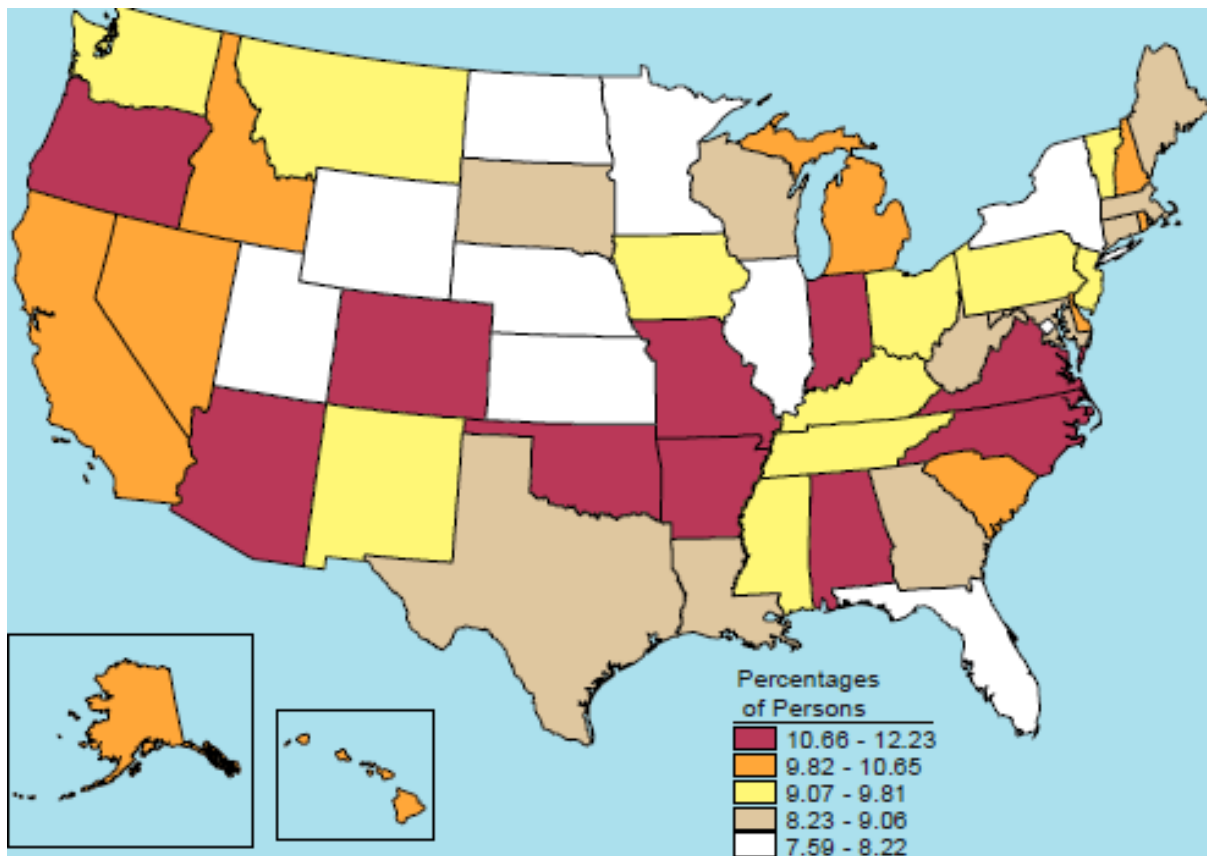 Percentages
of Persons
10.66 - 12.23
9.82 - 10.65
9.07 - 9.81
8.23 - 9.06
7.59 - 8.22